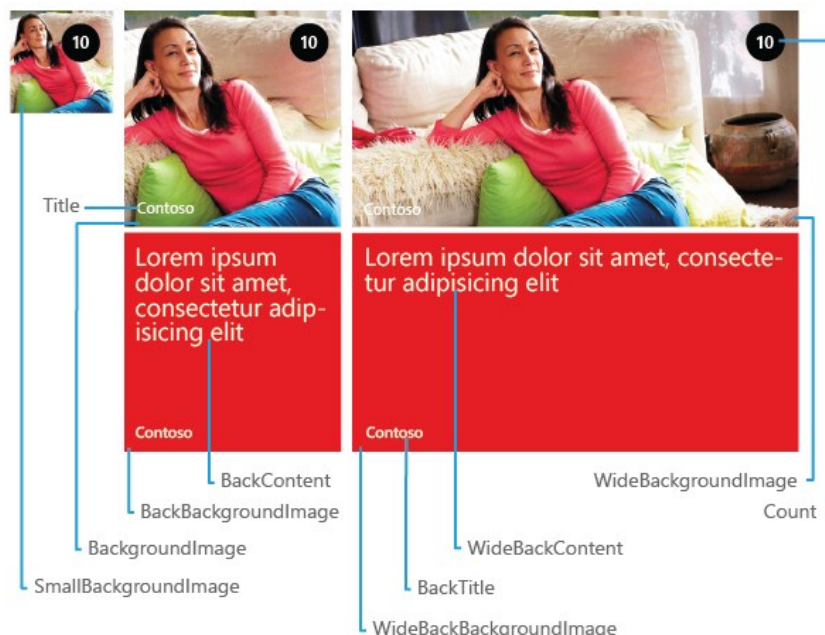 10
10
10
Title
Contoso
Contoso
Lorem ipsum
dolor sit amet,
consectetur adip-
isicing elit
Contoso
Lorem ipsum dolor sit amet, consecte-
tur adipisicing elit
Contoso
BackContent
BackBackgroundImage
BackgroundImage
SmallBackgroundImage
WideBackgroundImage
Count
WideBackContent
BackTitle
WideBackBackgroundImage